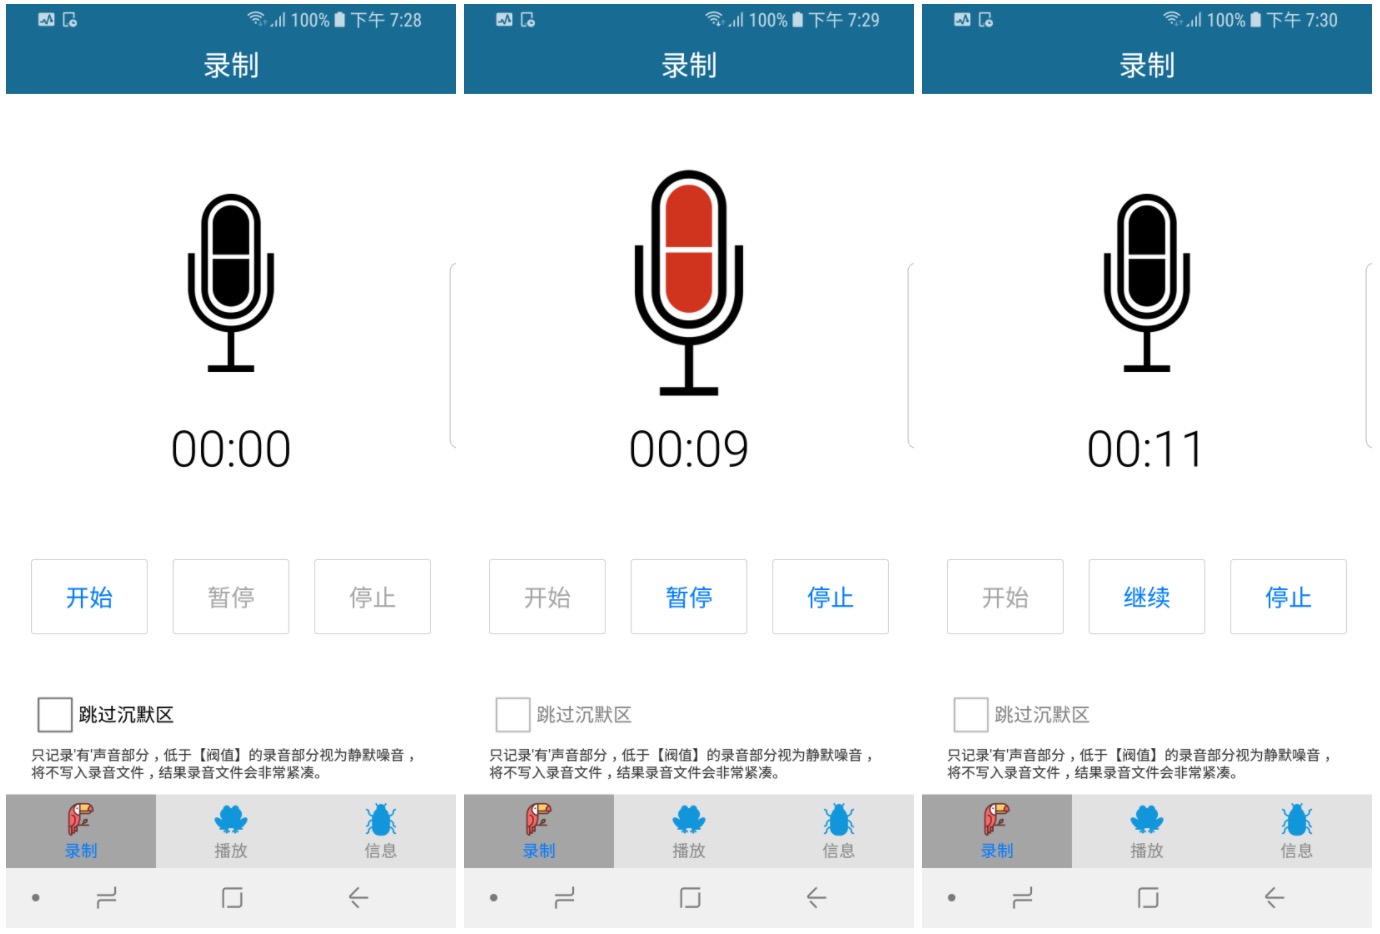 100% 下午 7:28
录制
00:00
开始 暂停 停止
跳过沉默区
只记录'有'声音部分，低于【阀值】的录音部分视为静默噪音，
将不写入录音文件，结果录音文件会非常紧凑。
录制 播放 信息
100% 下午 7:29
录制
00:09
开始 暂停 停止
跳过沉默区
只记录'有'声音部分，低于【阀值】的录音部分视为静默噪音，
将不写入录音文件，结果录音文件会非常紧凑。
录制 播放 信息
100% 下午 7:30
录制
00:11
开始 继续 停止
跳过沉默区
只记录'有'声音部分，低于【阀值】的录音部分视为静默噪音，
将不写入录音文件，结果录音文件会非常紧凑。
录制 播放 信息